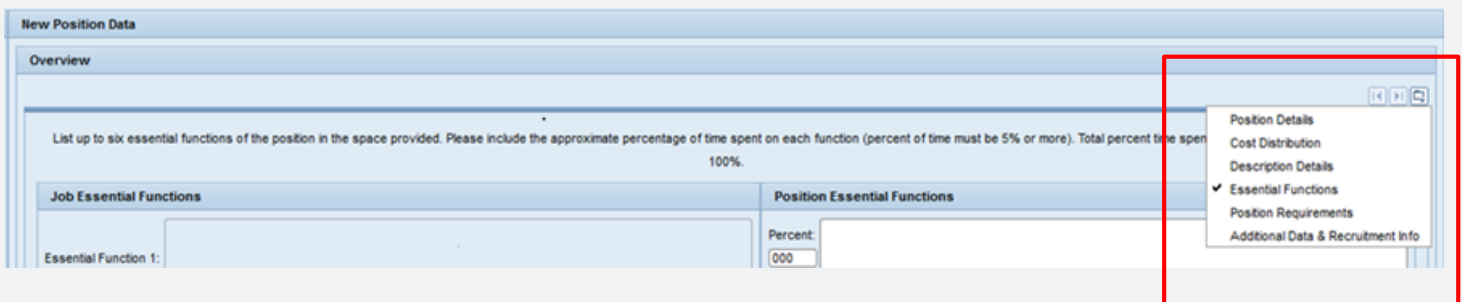 New Position Data
Overview
List up to six essential functions of the position in the space provided. Please include the approximate percentage of time spent on each function (percent of time must be 5% or more). Total percent time spen
100%.
Position Details
Cost Distribution
Description Details
✔ Essential Functions
Position Requirements
Additional Data & Recruitment Info
Job Essential Functions
Position Essential Functions
Percent:
Essential Function 1:
000